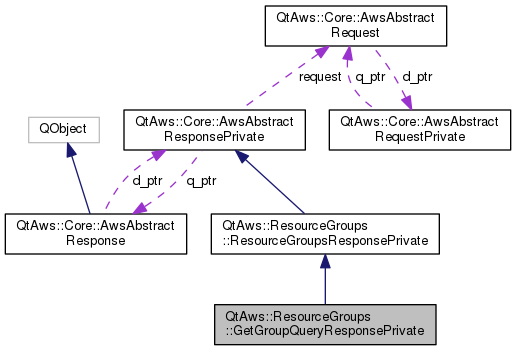 QtAws::Core::AwsAbstract
Request
request
q_ptr
d_ptr
QtAws::Core::AwsAbstract
ResponsePrivate
QtAws::Core::AwsAbstract
RequestPrivate
QObject
d_ptr
q_ptr
QtAws::Core::AwsAbstract
Response
QtAws::ResourceGroups
::ResourceGroupsResponsePrivate
QtAws::ResourceGroups
::GetGroupQueryResponsePrivate